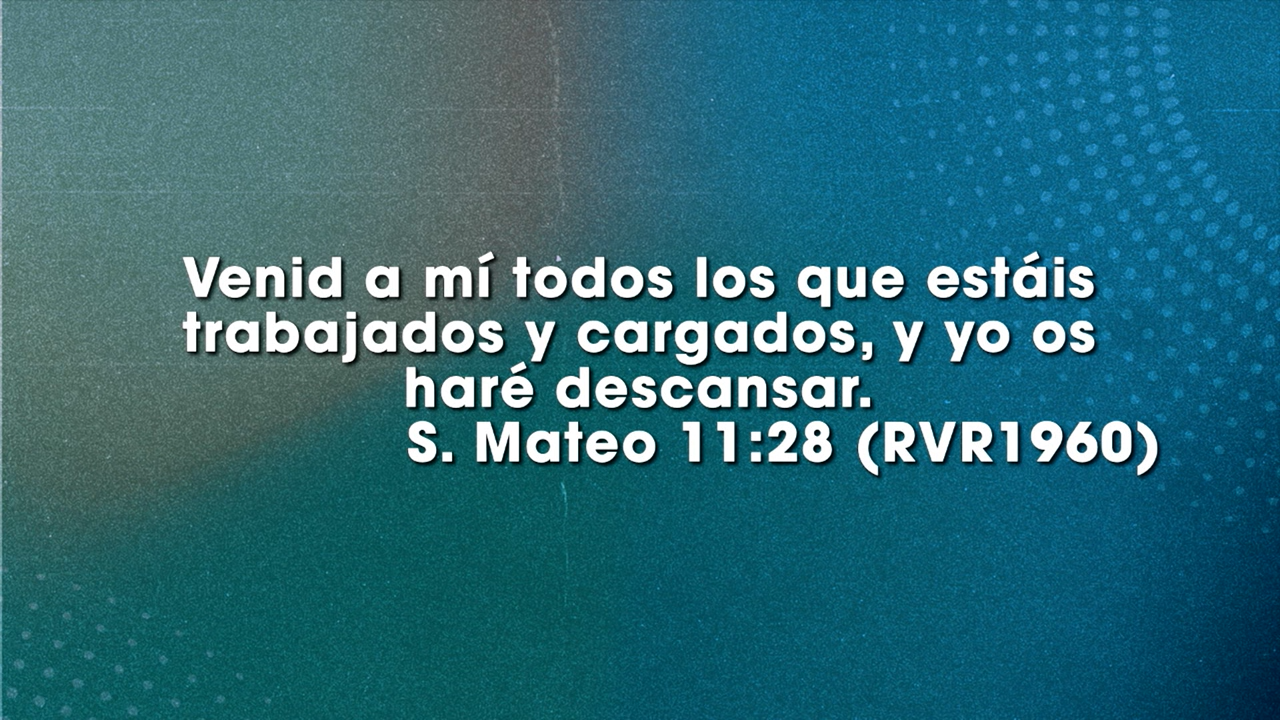 Venid a mí todos los que estáis
trabajados y cargados, y yo os
haré descansar.
S. Mateo 11:28 (RVR1960)